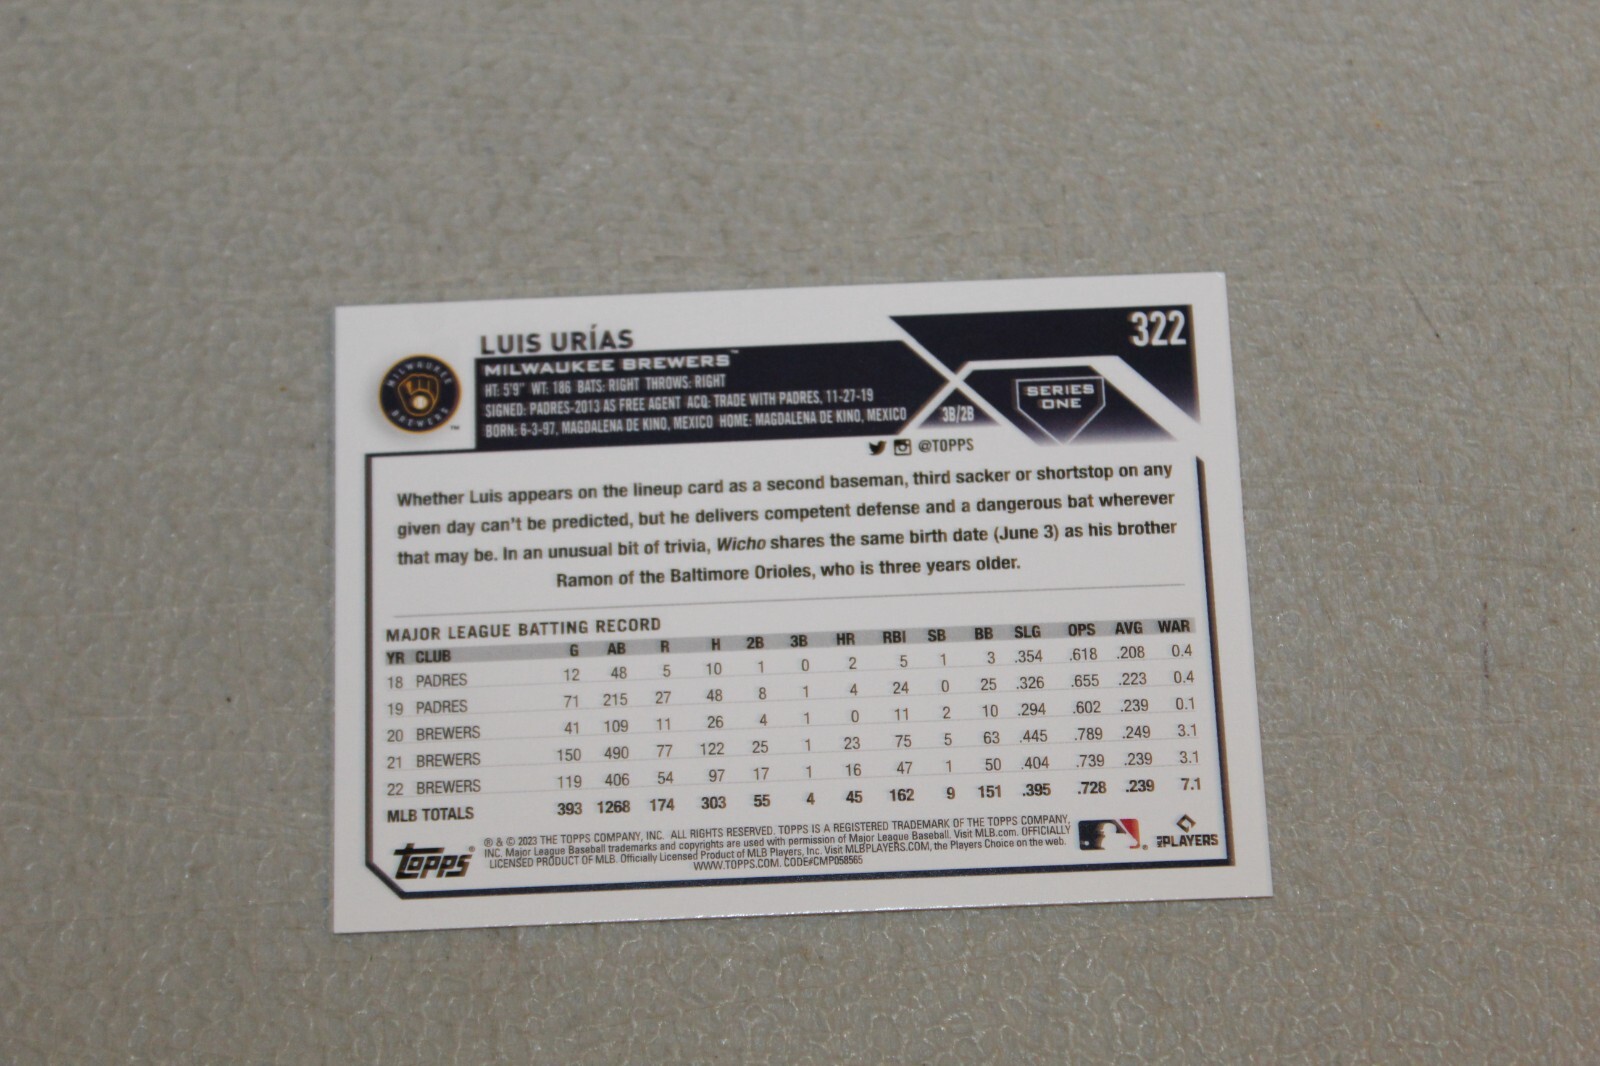 322
LUIS URÍAS
MILWAUKEE BREWERS™
HT: 5'9" WT: 186 BATS: RIGHT THROWS: RIGHT
SIGNED: PADRES-2013 AS FREE AGENT ACQ: TRADE WITH PADRES, 11-27-19
BORN: 6-3-97, MAGDALENA DE KINO, MEXICO HOME: MAGDALENA DE KINO, MEXICO
3B/2B
SERIES
ONE
MILWAUKEE
BREWERS
™
@TOPPS
Whether Luis appears on the lineup card as a second baseman, third sacker or shortstop on any
given day can't be predicted, but he delivers competent defense and a dangerous bat wherever
that may be. In an unusual bit of trivia, Wicho shares the same birth date (June 3) as his brother
Ramon of the Baltimore Orioles, who is three years older.
MAJOR LEAGUE BATTING RECORD
YR CLUB G AB R H 2B 3B HR RBI SB BB SLG OPS AVG WAR
18 PADRES 12 48 5 10 1 0 2 5 1 3 .354 .618 .208 0.4
19 PADRES 71 215 27 48 8 1 4 24 0 25 .326 .655 .223 0.4
20 BREWERS 41 109 11 26 4 1 0 11 2 10 .294 .602 .239 0.1
21 BREWERS 150 490 77 122 25 1 23 75 5 63 .445 .789 .249 3.1
22 BREWERS 119 406 54 97 17 1 16 47 1 50 .404 .739 .239 3.1
MLB TOTALS 393 1268 174 303 55 4 45 162 9 151 .395 .728 .239 7.1
® & © 2023 THE TOPPS COMPANY, INC. ALL RIGHTS RESERVED. TOPPS IS A REGISTERED TRADEMARK OF THE TOPPS COMPANY,
INC. Major League Baseball trademarks and copyrights are used with permission of Major League Baseball. Visit MLB.com. OFFICIALLY
LICENSED PRODUCT OF MLB. Officially Licensed Product of MLB Players, Inc. Visit MLBPLAYERS.COM, the Players Choice on the web.
WWW.TOPPS.COM. CODE#CMP058565
Topps®
®
MLB PLAYERS